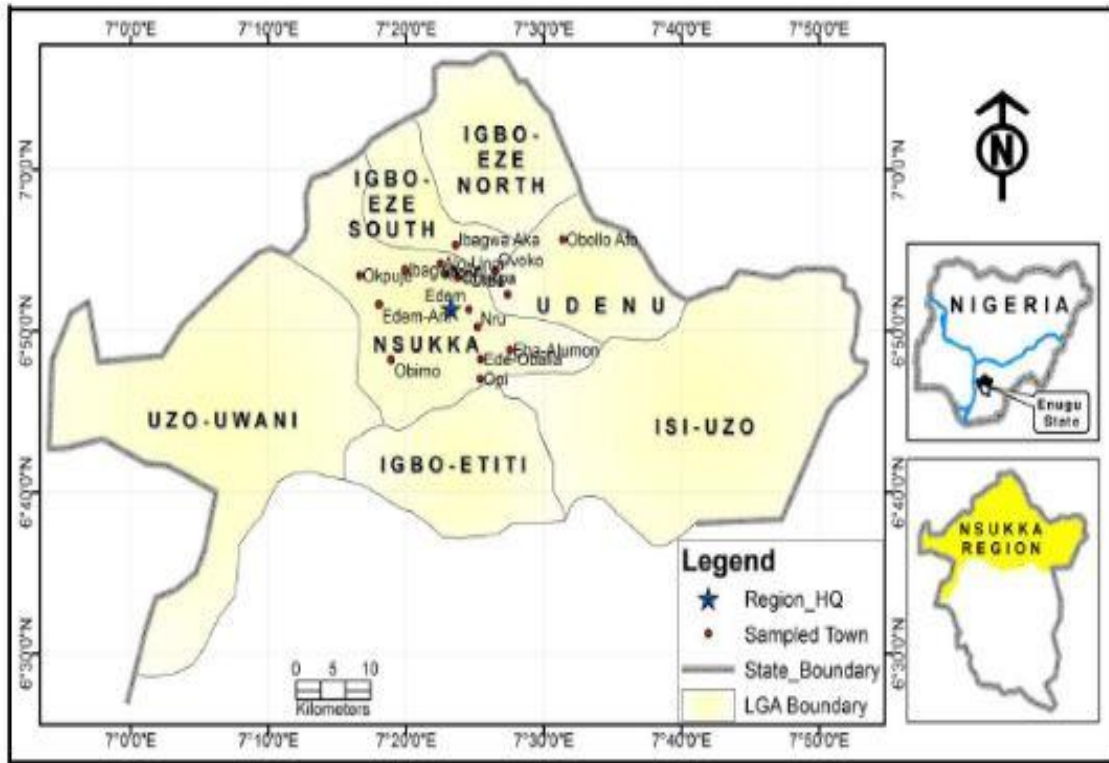 7°0'0"E
7°10'0"E
7°20'0"E
7°30'0"E
7°40'0"E
7°50'0"E
7°0'0"N
6°50'0"N
6°40'0"N
6°30'0"N
7°0'0"N
6°50'0"N
6°40'0"N
6°30'0"N
IGBO-
EZE
NORTH
IGBO-
EZE
SOUTH
Ibagwa Aka
Obollo Afo
Ovoko
Okpuje
Edem
UDENU
Edem-Ani
Nru
NSUKKA
Eha-Alumon
Ede-Oballa
Obimo
Opi
UZO-UWANI
ISI-UZO
IGBO-ETITI
N
NIGERIA
Enugu
State
NSUKKA
REGION
Legend
Region_HQ
Sampled Town
State_Boundary
LGA Boundary
0 5 10
Kilometers
7°0'0"E
7°10'0"E
7°20'0"E
7°30'0"E
7°40'0"E
7°50'0"E